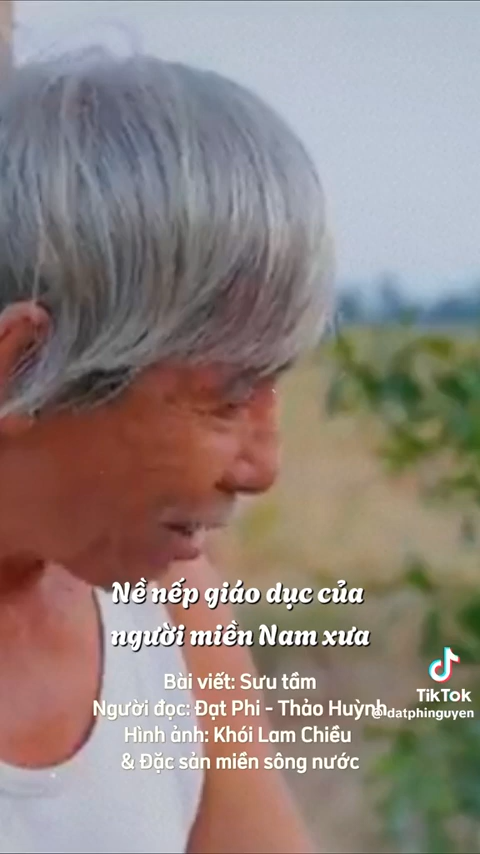 Nề nếp giáo dục của
người miền Nam xưa
Bài viết: Sưu tầm
Người đọc: Đạt Phi - Thảo Huỳnh
Hình ảnh: Khói Lam Chiều
& Đặc sản miền sông nước
TikTok
@datphinguyen